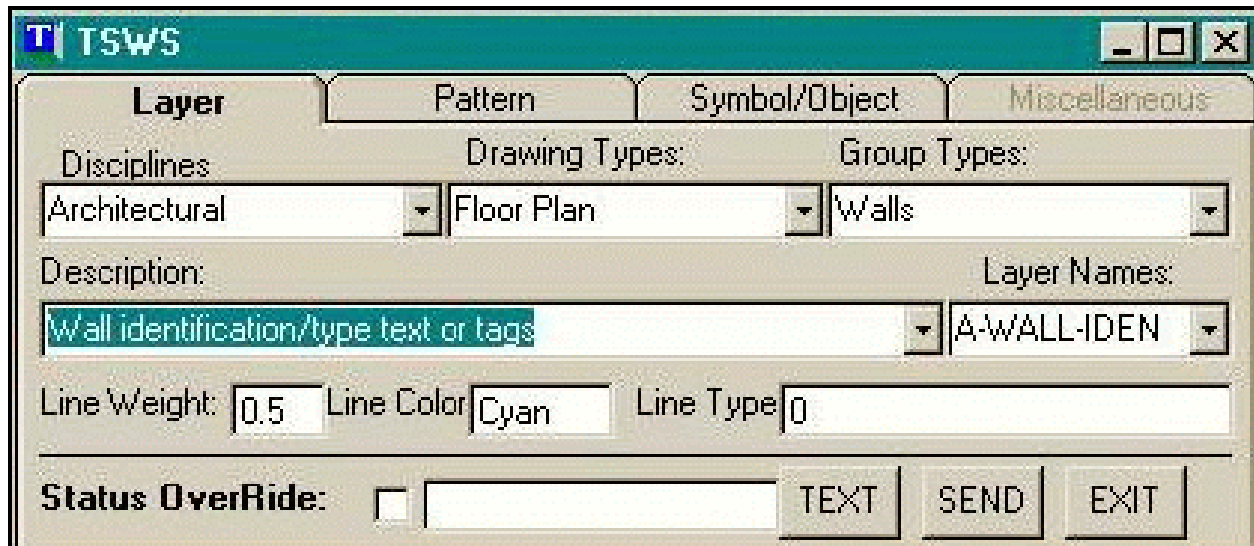 TSWS
Layer Pattern Symbol/Object Miscellaneous
Disciplines Drawing Types: Group Types:
Architectural Floor Plan Walls
Description: Layer Names:
Wall identification/type text or tags A-WALL-IDEN
Line Weight: 0.5 Line Color Cyan Line Type 0
Status OverRide: TEXT SEND EXIT